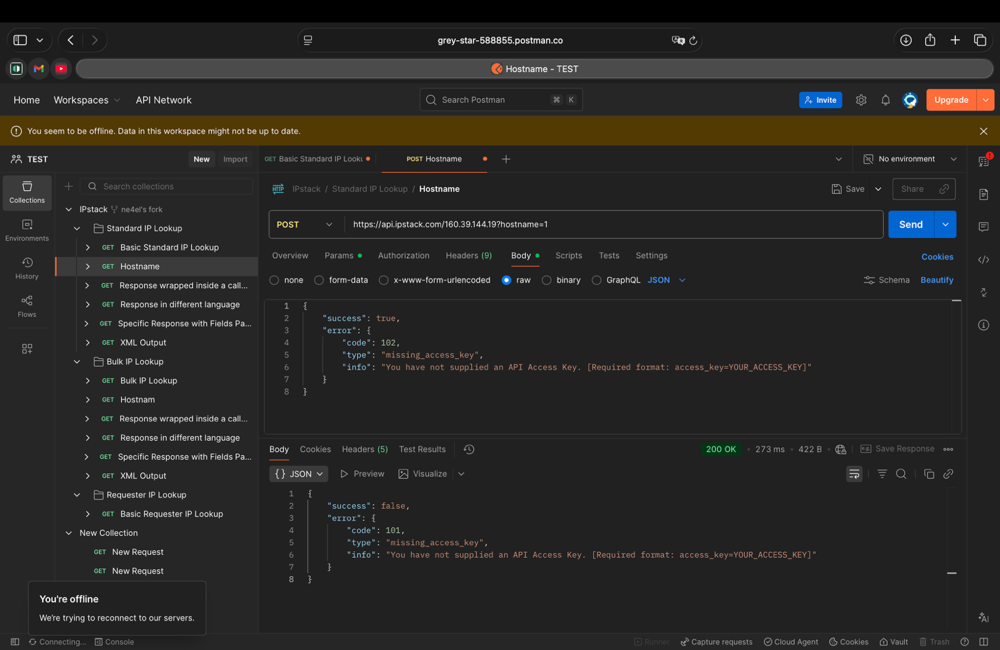 grey-star-588855.postman.co
Hostname - TEST
Home
Workspaces
API Network
Search Postman
⌘ K
Invite
Upgrade
You seem to be offline. Data in this workspace might not be up to date.
TEST
New
Import
GET Basic Standard IP Looku
POST Hostname
No environment
Collections
Environments
History
Flows
Search collections
IPstack ne4el's fork
Standard IP Lookup
GET Basic Standard IP Lookup
GET Hostname
GET Response wrapped inside a call...
GET Response in different language
GET Specific Response with Fields Pa...
GET XML Output
Bulk IP Lookup
GET Bulk IP Lookup
GET Hostnam
GET Response wrapped inside a call...
GET Response in different language
GET Specific Response with Fields Pa...
GET XML Output
Requester IP Lookup
GET Basic Requester IP Lookup
New Collection
GET New Request
GET New Request
You're offline
We're trying to reconnect to our servers.
HTTP IPstack / Standard IP Lookup / Hostname
Save
Share
POST
https://api.ipstack.com/160.39.144.19?hostname=1
Send
Overview
Params
Authorization
Headers (9)
Body
Scripts
Tests
Settings
Cookies
none
form-data
x-www-form-urlencoded
raw
binary
GraphQL
JSON
Schema
Beautify
1 {
2 "success": true,
3 "error": {
4 "code": 102,
5 "type": "missing_access_key",
6 "info": "You have not supplied an API Access Key. [Required format: access_key=YOUR_ACCESS_KEY]"
7 }
8 }
Body
Cookies
Headers (5)
Test Results
200 OK
273 ms
422 B
e.g.
Save Response
{} JSON
Preview
Visualize
1 {
2 "success": false,
3 "error": {
4 "code": 101,
5 "type": "missing_access_key",
6 "info": "You have not supplied an API Access Key. [Required format: access_key=YOUR_ACCESS_KEY]"
7 }
8 }
AI
Connecting...
Console
Runner
Capture requests
Cloud Agent
Cookies
Vault
Trash